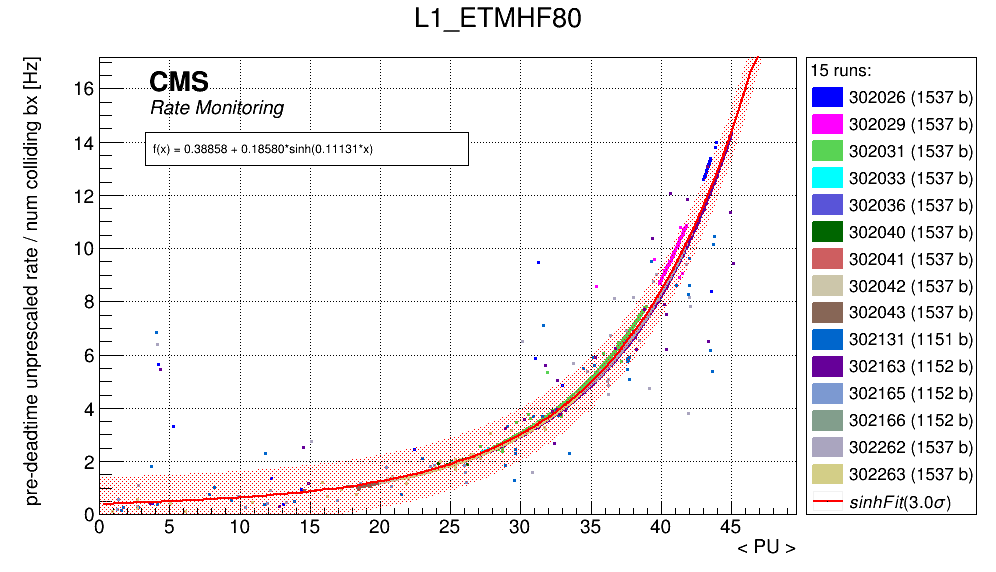 L1_ETMHF80
pre-deadtime unprescaled rate / num colliding bx [Hz]
CMS
Rate Monitoring
f(x) = 0.38858 + 0.18580*sinh(0.11131*x)
16
14
12
10
8
6
4
2
0
0 5 10 15 20 25 30 35 40 45
< PU >
15 runs:
302026 (1537 b)
302029 (1537 b)
302031 (1537 b)
302033 (1537 b)
302036 (1537 b)
302040 (1537 b)
302041 (1537 b)
302042 (1537 b)
302043 (1537 b)
302131 (1151 b)
302163 (1152 b)
302165 (1152 b)
302166 (1152 b)
302262 (1537 b)
302263 (1537 b)
sinhFit(3.0σ)